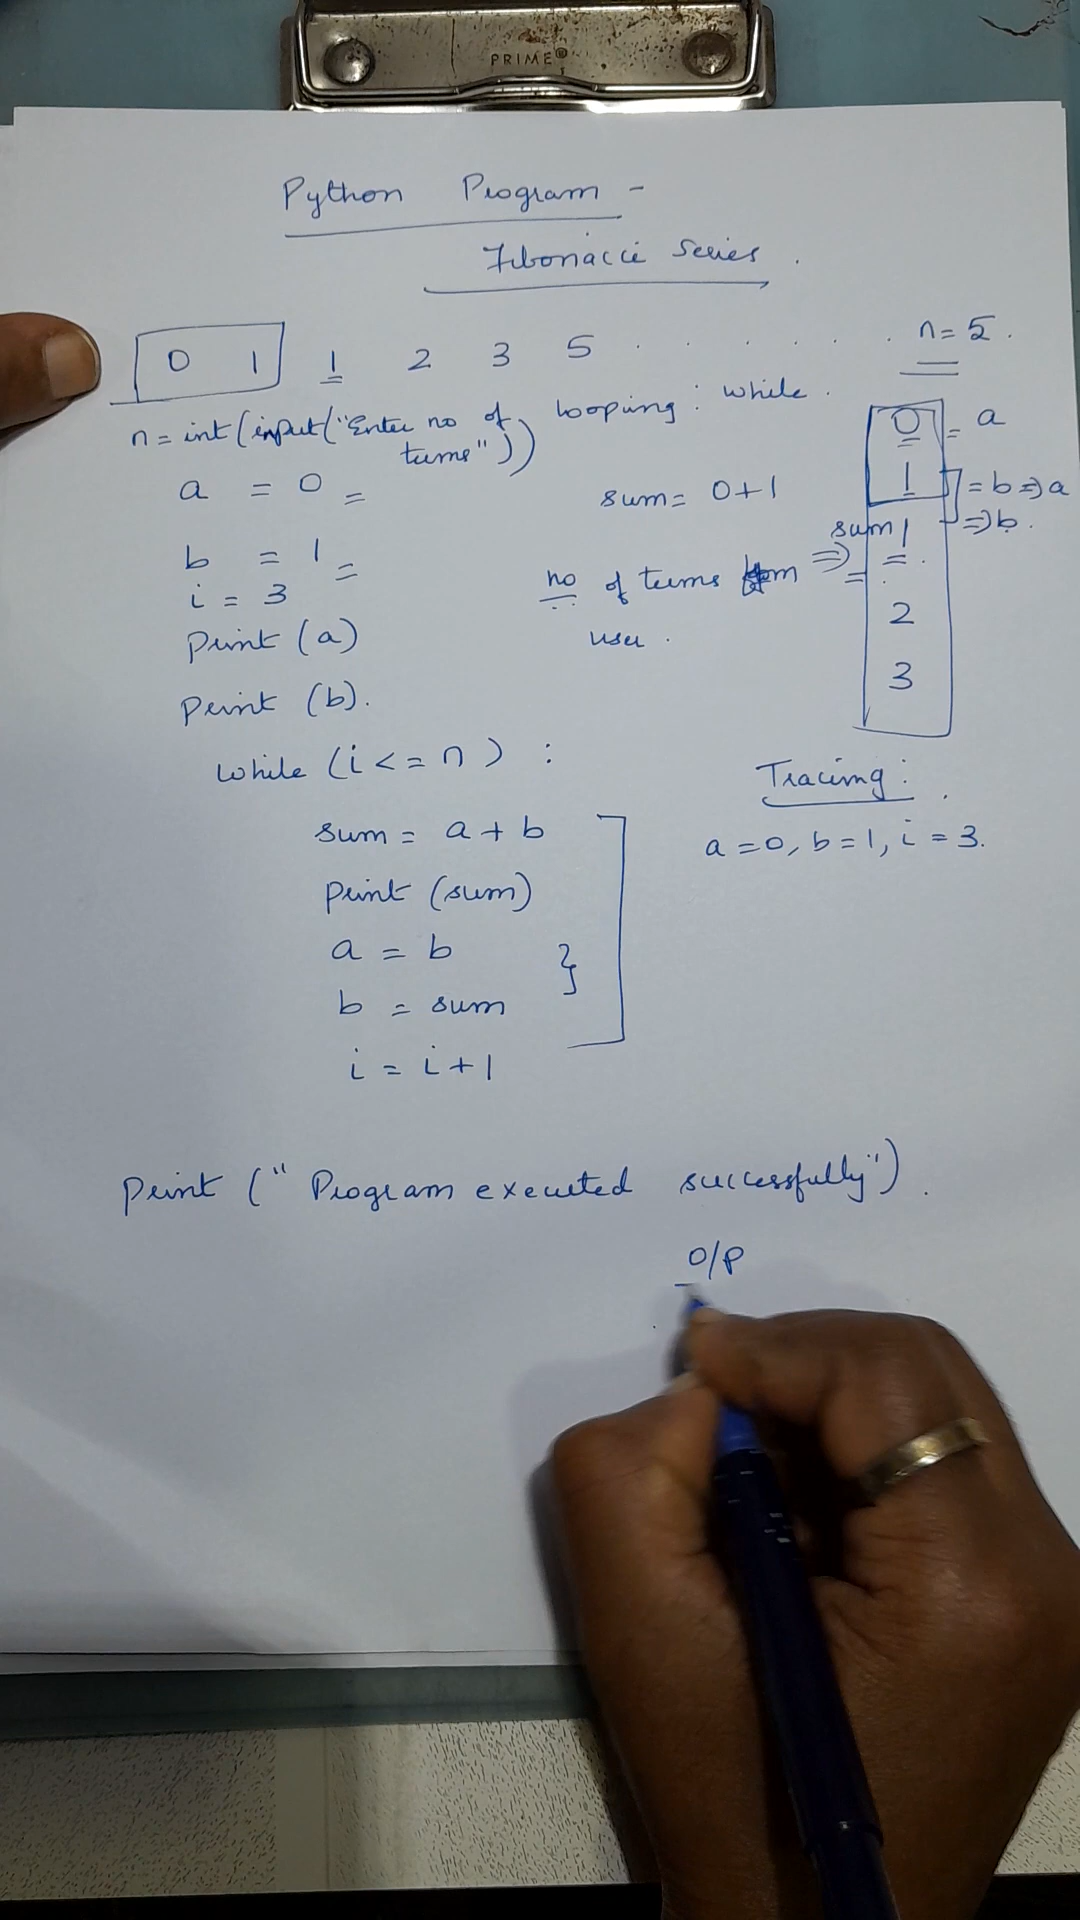 PRIME®
Python Program -
Fibonacci Series .
0 1 1 2 3 5 . . . . . . n=5 .
n = int(input("Enter no of
terms"))
looping : while .
a = 0 =
b = 1 =
i = 3
print (a)
print (b).
while (i <= n ) :
sum = a + b
print (sum)
a = b }
b = sum
i = i + 1
sum = 0+1
no of terms from =>
user .
0 = a
1 = b => a
sum 1 => b .
2
3
Tracing : .
a = 0, b = 1, i = 3.
print (" Program executed successfully") .
O/P